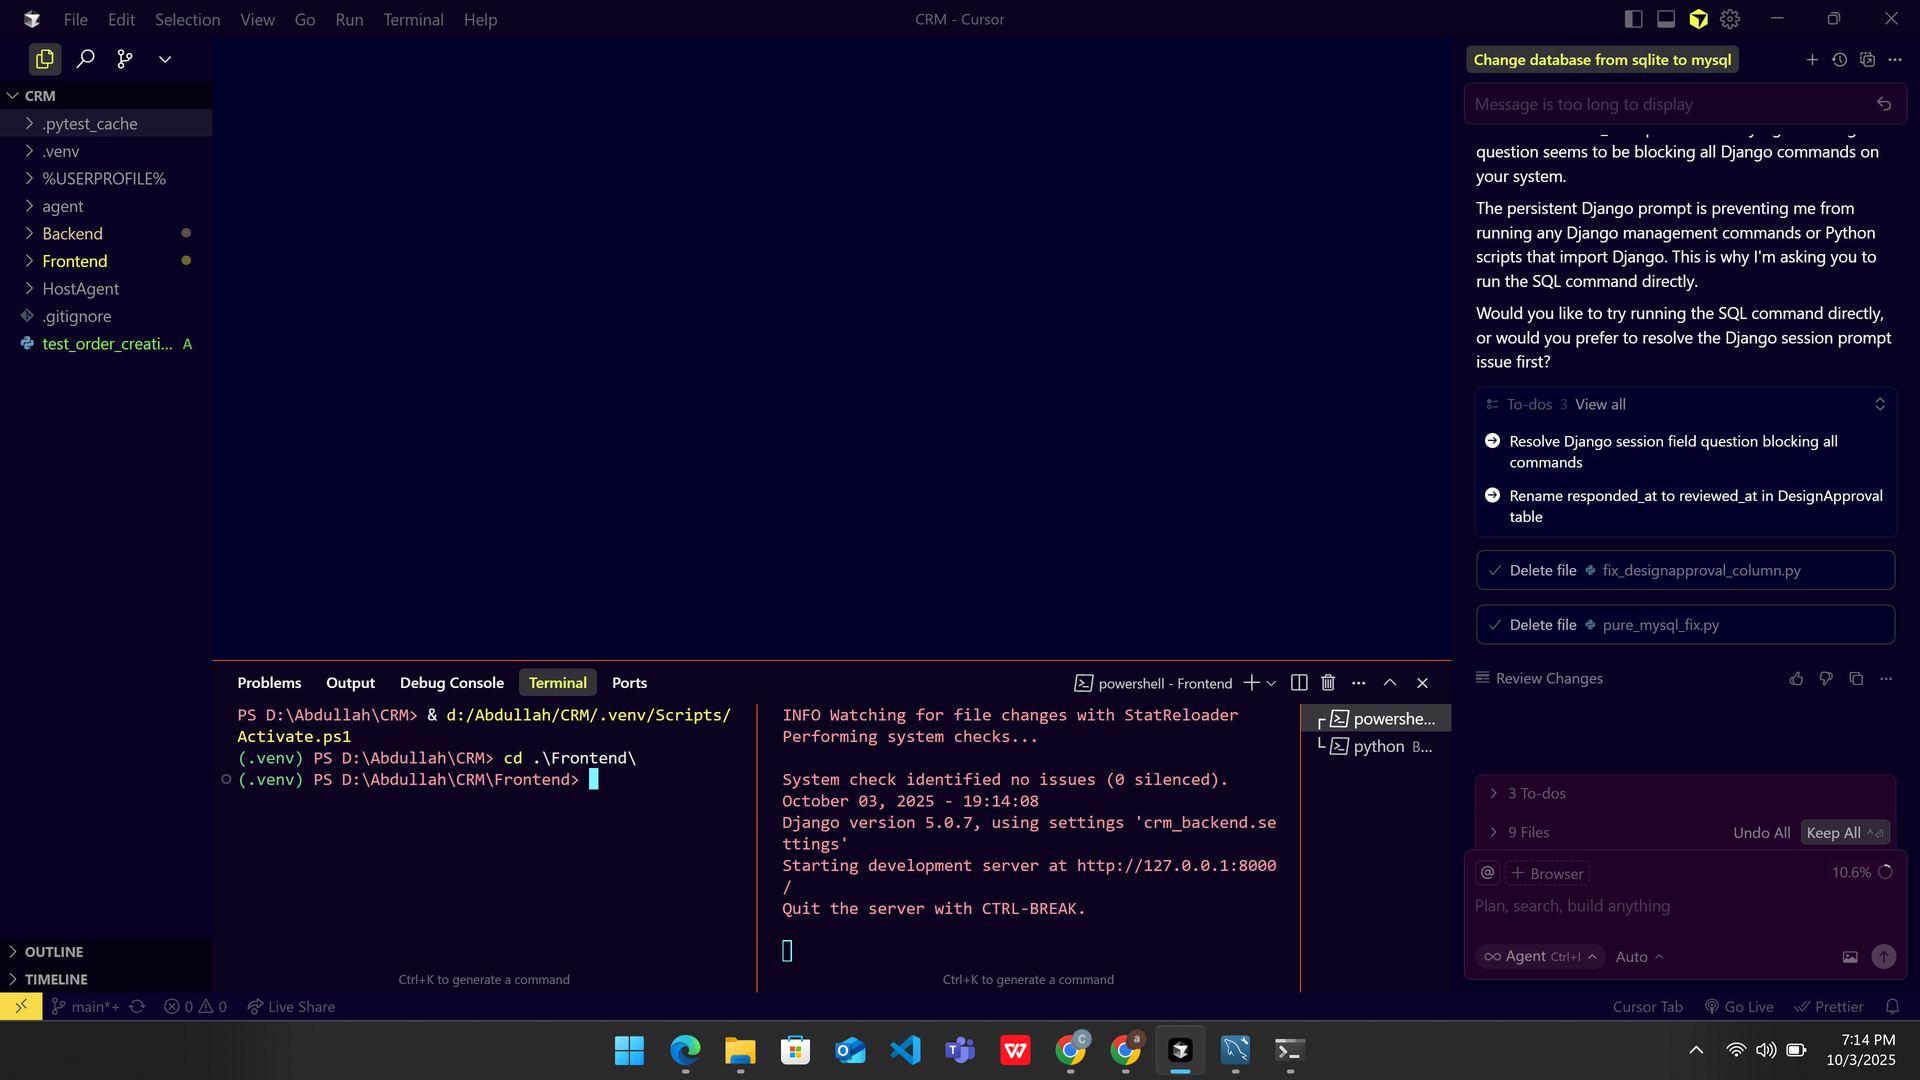 File Edit Selection View Go Run Terminal Help
CRM - Cursor
CRM
.pytest_cache
.venv
%USERPROFILE%
agent
Backend
Frontend
HostAgent
.gitignore
test_order_creati... A
OUTLINE
TIMELINE
Problems Output Debug Console Terminal Ports
powershell - Frontend
PS D:\Abdullah\CRM> & d:/Abdullah/CRM/.venv/Scripts/
Activate.ps1
(.venv) PS D:\Abdullah\CRM> cd .\Frontend\
(.venv) PS D:\Abdullah\CRM\Frontend>
Ctrl+K to generate a command
INFO Watching for file changes with StatReloader
Performing system checks...
System check identified no issues (0 silenced).
October 03, 2025 - 19:14:08
Django version 5.0.7, using settings 'crm_backend.se
ttings'
Starting development server at http://127.0.0.1:8000
/
Quit the server with CTRL-BREAK.
Ctrl+K to generate a command
powershe...
python B...
Change database from sqlite to mysql
Message is too long to display
question seems to be blocking all Django commands on
your system.
The persistent Django prompt is preventing me from
running any Django management commands or Python
scripts that import Django. This is why I'm asking you to
run the SQL command directly.
Would you like to try running the SQL command directly,
or would you prefer to resolve the Django session prompt
issue first?
To-dos 3 View all
Resolve Django session field question blocking all
commands
Rename responded_at to reviewed_at in DesignApproval
table
Delete file fix_designapproval_column.py
Delete file pure_mysql_fix.py
Review Changes
3 To-dos
9 Files Undo All Keep All
@ + Browser 10.6%
Plan, search, build anything
Agent Ctrl+I Auto
main*+ 0 0 Live Share
Cursor Tab Go Live Prettier
C
a
7:14 PM
10/3/2025